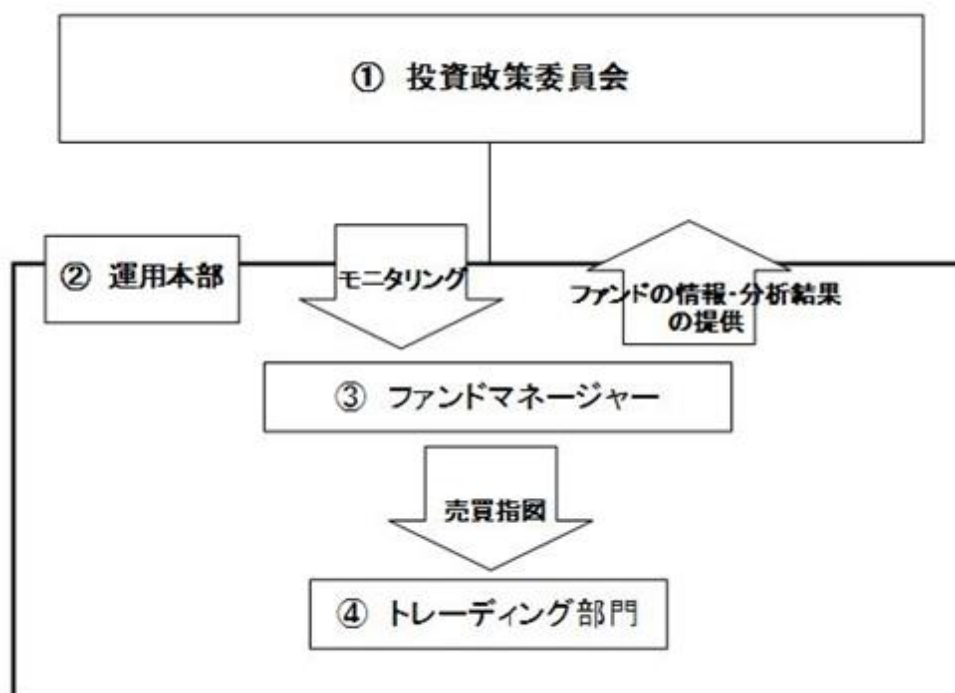 ① 投資政策委員会
② 運用本部
モニタリング
ファンドの情報・分析結果
の提供
③ ファンドマネージャー
売買指図
④ トレーディング部門